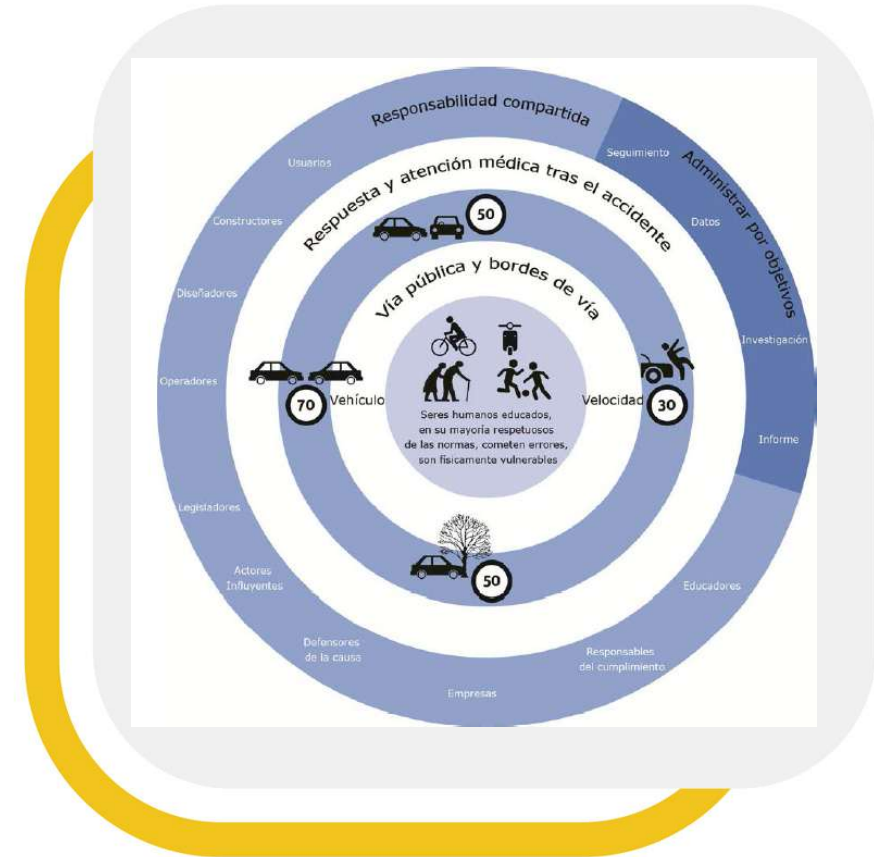 Responsabilidad compartida
Administrar por objetivos
Seguimiento
Datos
Investigación
Informe
Educadores
Responsables
del cumplimiento
Empresas
Defensores
de la causa
Actores
Influyentes
Legisladores
Operadores
Diseñadores
Constructores
Usuarios
Respuesta y atención médica tras el accidente
50
Vía pública y bordes de vía
70
Vehículo
Velocidad
30
Seres humanos educados,
en su mayoría respetuosos
de las normas, cometen errores,
son físicamente vulnerables
50